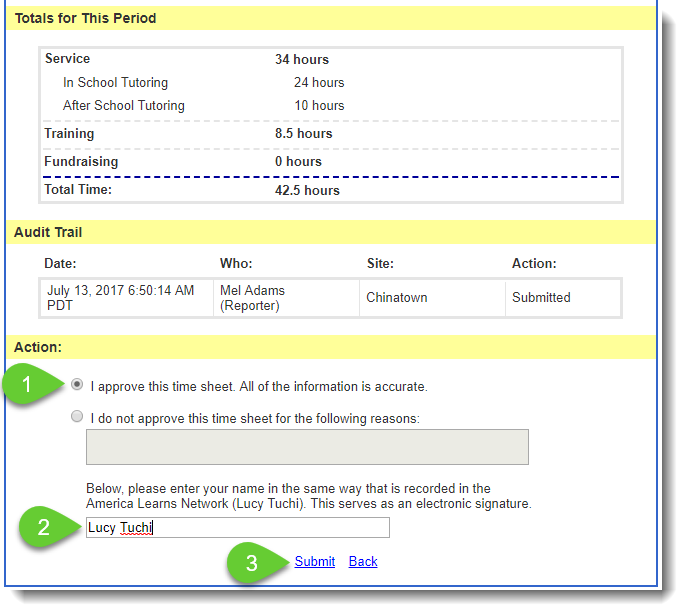 Totals for This Period
Service 34 hours
In School Tutoring 24 hours
After School Tutoring 10 hours
Training 8.5 hours
Fundraising 0 hours
Total Time: 42.5 hours
Audit Trail
Date: Who: Site: Action:
July 13, 2017 6:50:14 AM PDT Mel Adams (Reporter) Chinatown Submitted
Action:
1 I approve this time sheet. All of the information is accurate.
I do not approve this time sheet for the following reasons:
Below, please enter your name in the same way that is recorded in the
America Learns Network (Lucy Tuchi). This serves as an electronic signature.
2 Lucy Tuchi
3 Submit Back